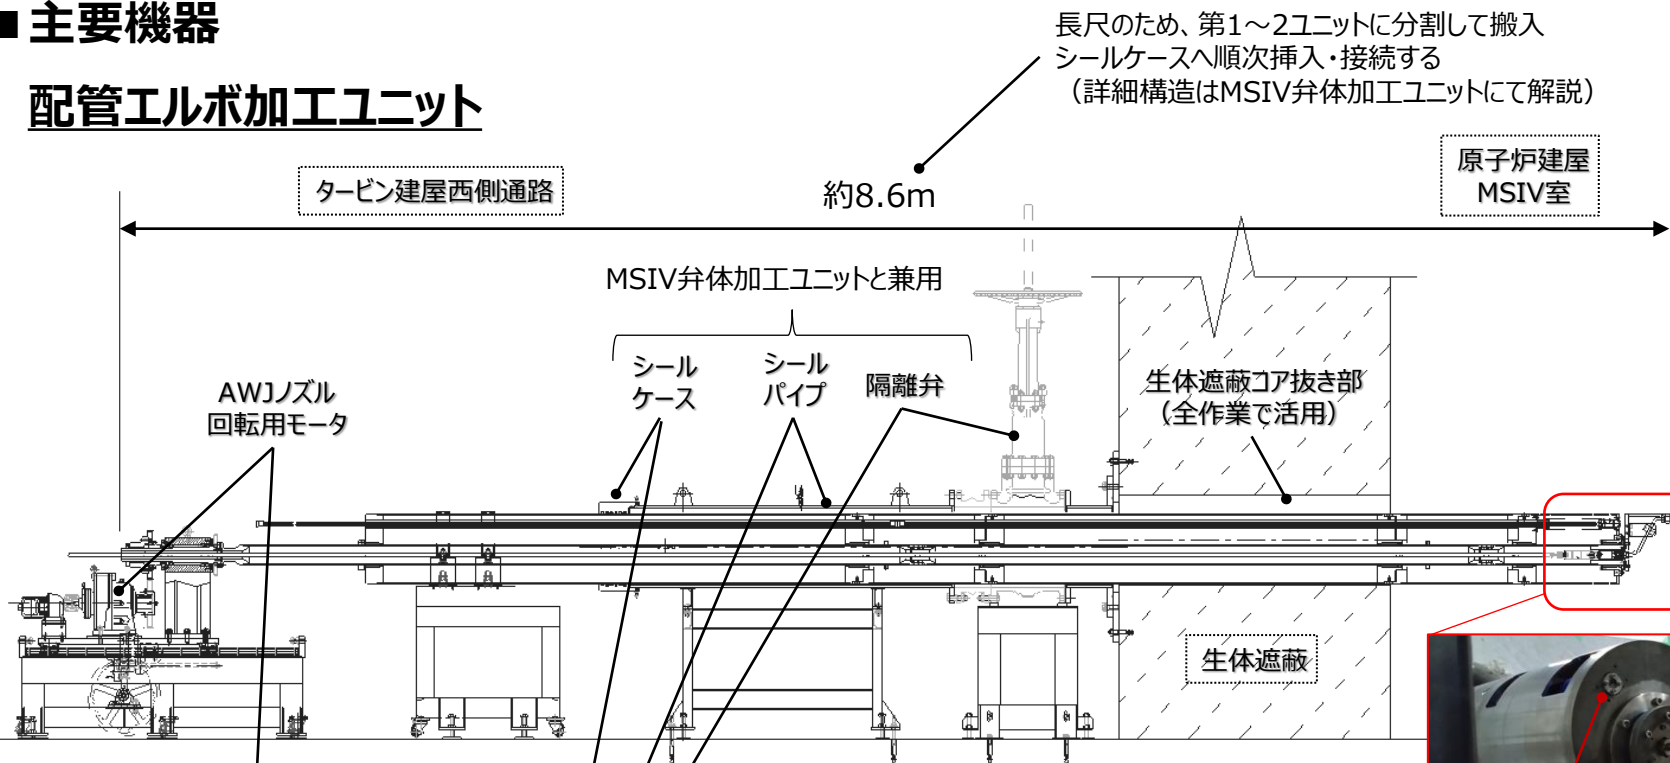 ■ 主要機器
長尺のため、第1～2ユニットに分割して搬入
シールケースへ順次挿入・接続する
（詳細構造はMSIV弁体加工ユニットにて解説）
配管エルボ加工ユニット
タービン建屋西側通路
約8.6m
原子炉建屋
MSIV室
MSIV弁体加工ユニットと兼用
シール
ケース
シール
パイプ
隔離弁
AWJノズル
回転用モータ
生体遮蔽コア抜き部
（全作業で活用）
生体遮蔽